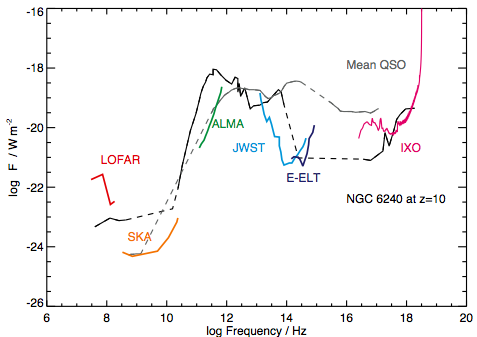 -16
-18
-20
-22
-24
-26
log F / W m⁻²
Mean QSO
ALMA
LOFAR
JWST
IXO
E-ELT
NGC 6240 at z=10
SKA
6 8 10 12 14 16 18 20
log Frequency / Hz